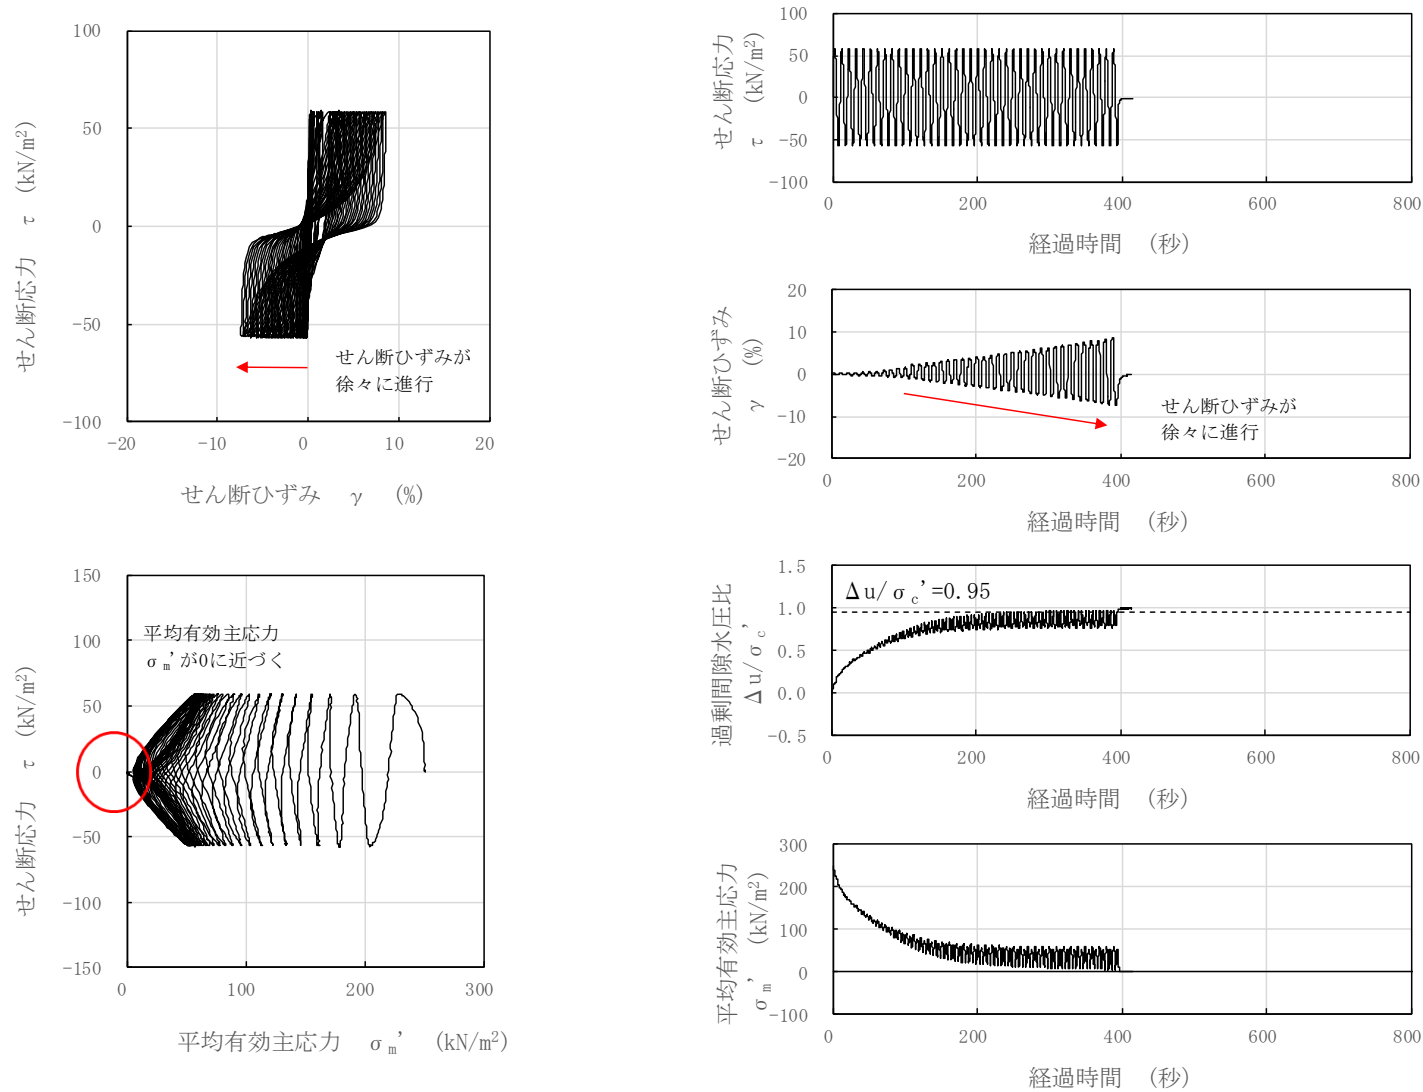 100
50
0
-50
-100
-20
-10
0
10
20
せん断応力 τ (kN/m²)
せん断ひずみ γ (%)
せん断ひずみが
徐々に進行
150
100
50
0
-50
-100
-150
0
100
200
300
せん断応力 τ (kN/m²)
平均有効主応力 σm' (kN/m²)
平均有効主応力
σm'が0に近づく
100
50
0
-50
-100
0
200
400
600
800
せん断応力
τ (kN/m²)
経過時間 (秒)
20
10
0
-10
-20
0
200
400
600
800
せん断ひずみ
γ (%)
経過時間 (秒)
せん断ひずみが
徐々に進行
1.5
1.0
0.5
0.0
-0.5
0
200
400
600
800
過剰間隙水圧比
Δu/σc'
経過時間 (秒)
Δu/σc'=0.95
300
200
100
0
-100
0
200
400
600
800
平均有効主応力
σm' (kN/m²)
経過時間 (秒)